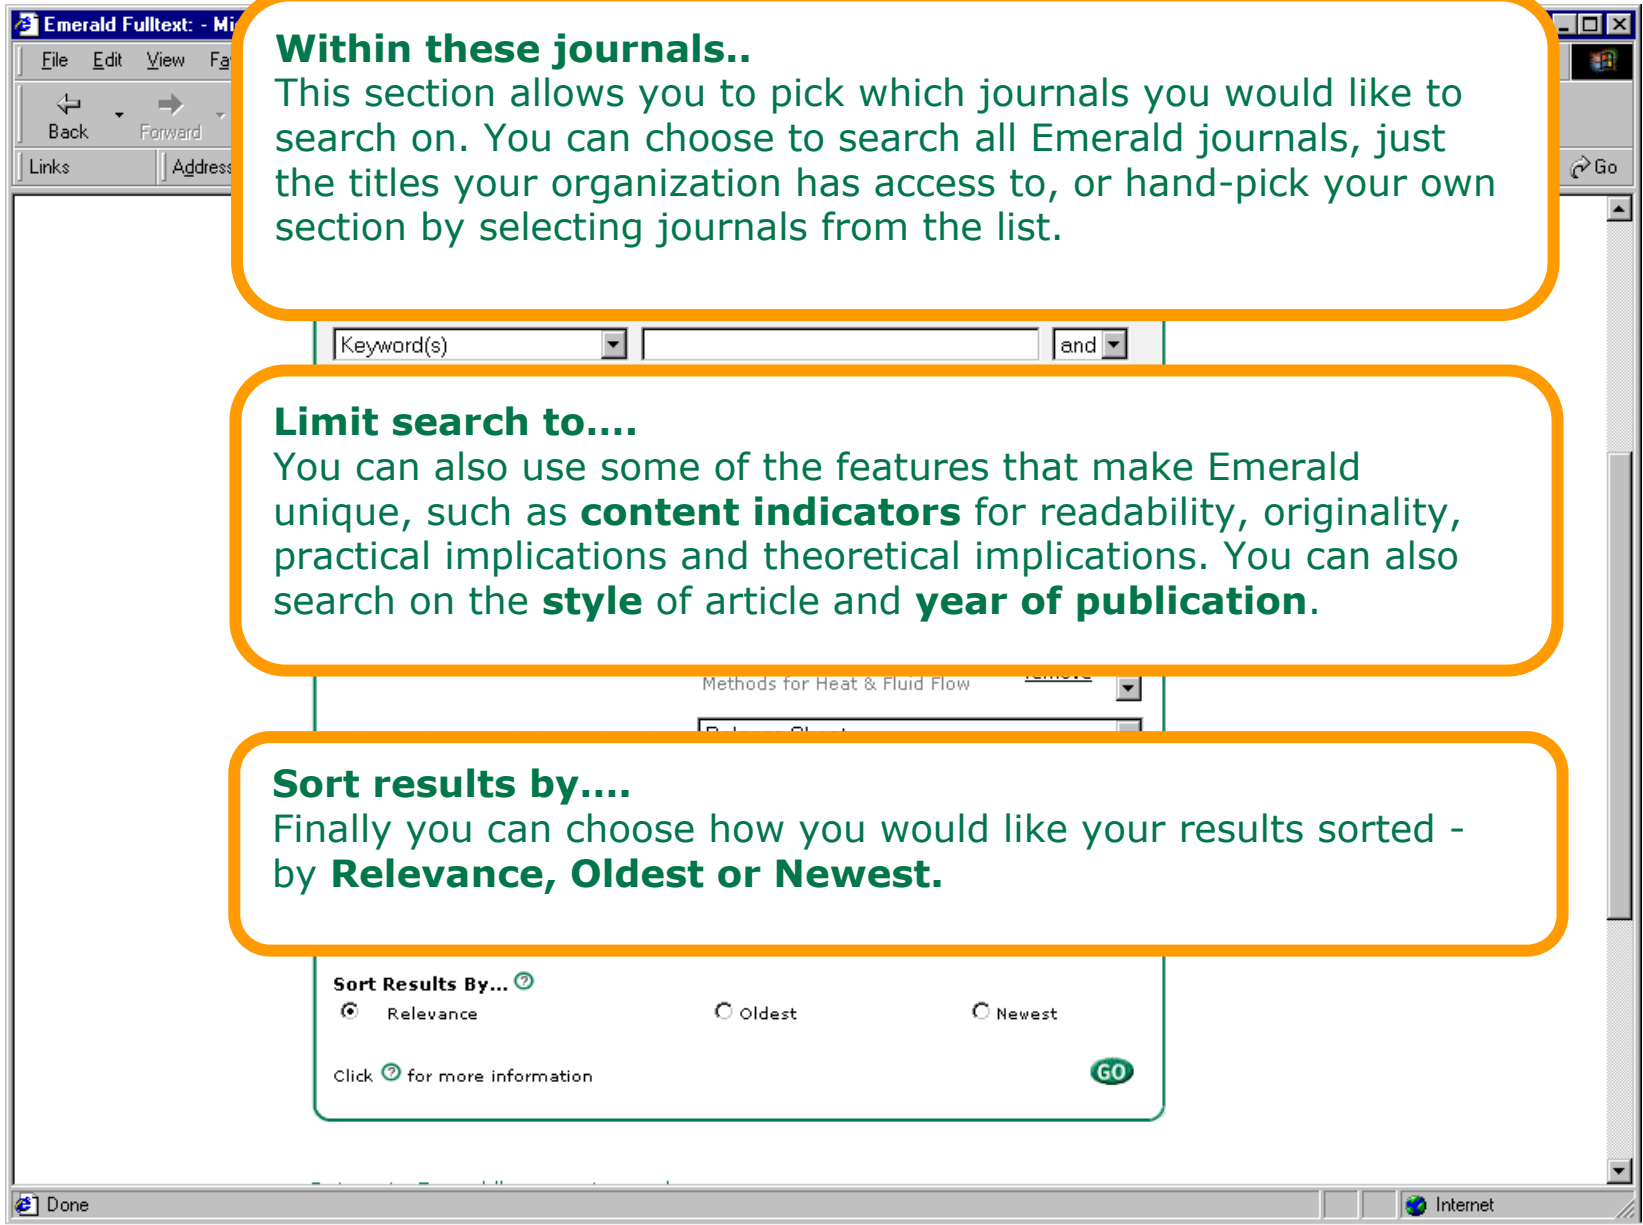 Emerald Fulltext: - Mi
File Edit View Fa
Within these journals..
This section allows you to pick which journals you would like to
search on. You can choose to search all Emerald journals, just
the titles your organization has access to, or hand-pick your own
section by selecting journals from the list.
Back Forward
Links Address
Go
Keyword(s) and
Limit search to....
You can also use some of the features that make Emerald
unique, such as content indicators for readability, originality,
practical implications and theoretical implications. You can also
search on the style of article and year of publication.
Methods for Heat & Fluid Flow remove
Sort results by....
Finally you can choose how you would like your results sorted -
by Relevance, Oldest or Newest.
Sort Results By...
Relevance Oldest Newest
Click ? for more information GO
Done Internet